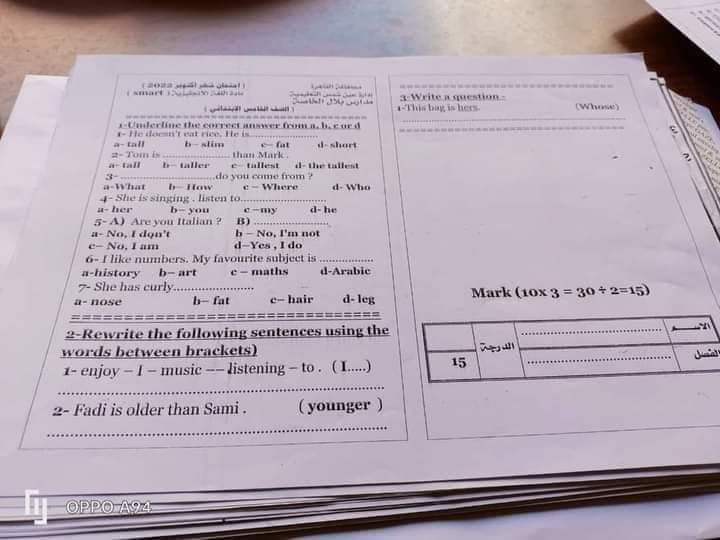 محافظة القاهرة
إدارة عين شمس التعليمية
مدارس بلال الخاصة
( امتحان شهر أكتوبر 2022 )
مادة اللغة الانجليزية ( smart )
( الصف الخامس الابتدائي )
1-Underline the correct answer from a, b, c or d
1- He doesn't eat rice. He is....................
a- tall b– slim c– fat d- short
2- Tom is .................... than Mark .
a- tall b– taller c– tallest d- the tallest
3- ........................do you come from ?
a-What b– How c – Where d- Who
4- She is singing . listen to....................
a- her b– you c –my d- he
5- A) Are you Italian ? B) ....................
a- No, I don't b – No, I'm not
c– No, I am d–Yes , I do
6- I like numbers. My favourite subject is ...............
a-history b– art c – maths d-Arabic
7- She has curly....................
a- nose b– fat c– hair d- leg
2-Rewrite the following sentences using the
words between brackets)
1- enjoy – I – music –– listening – to . ( I.....)
2- Fadi is older than Sami . ( younger )
3-Write a question -
1-This bag is hers. (Whose)
Mark (10x 3 = 30 ÷ 2=15)
الاسم
الفصل
الدرجة
15
OPPO A94